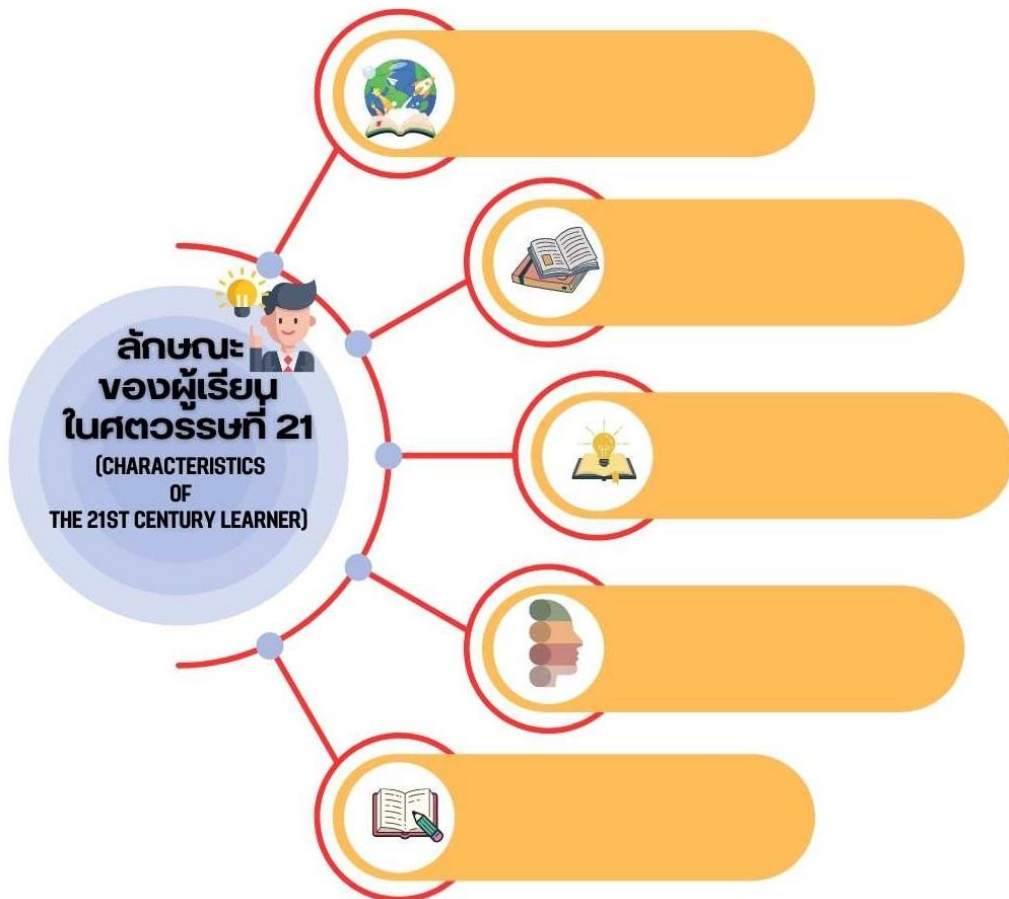 ลักษณะ
ของผู้เรียน
ในศตวรรษที่ 21
(CHARACTERISTICS
OF
THE 21ST CENTURY LEARNER)